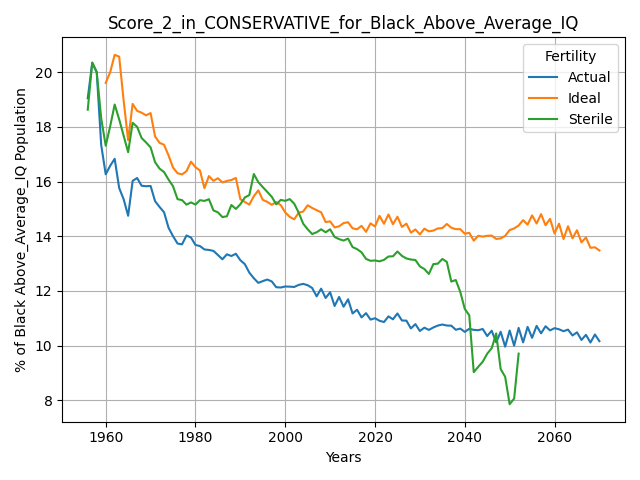 Score_2_in_CONSERVATIVE_for_Black_Above_Average_IQ
Fertility
Actual
Ideal
Sterile
% of Black Above_Average_IQ Population
20
18
16
14
12
10
8
1960 1980 2000 2020 2040 2060
Years